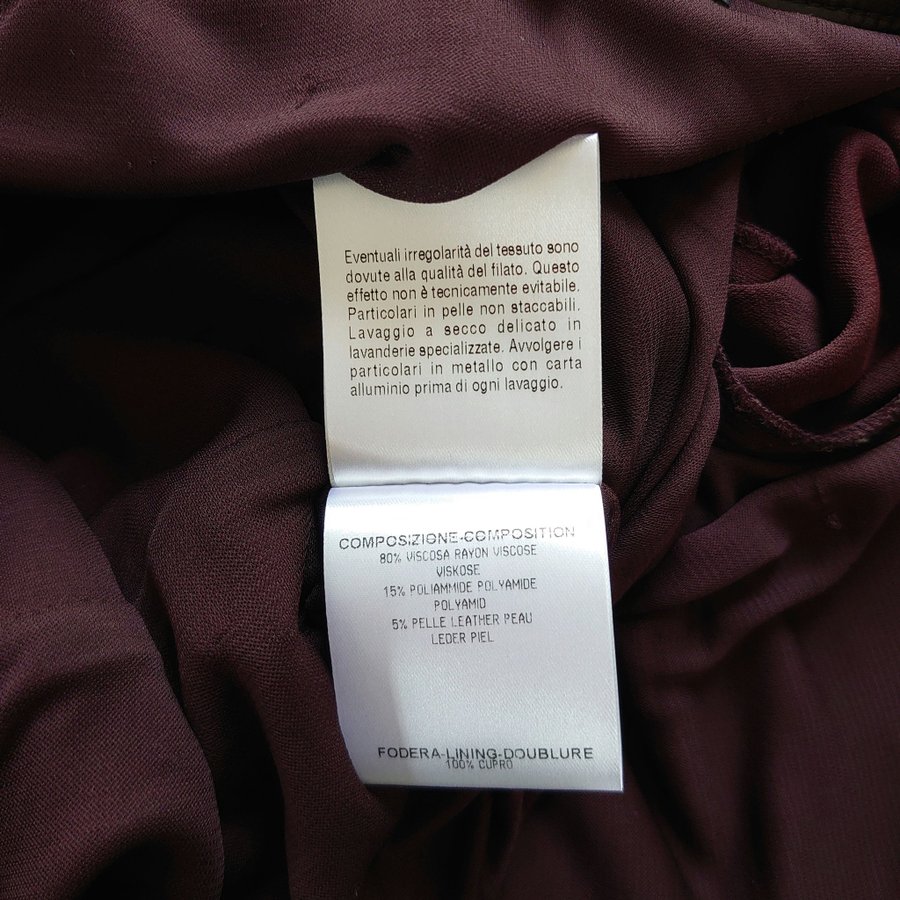 Eventuali irregolarità del tessuto sono
dovute alla qualità del filato. Questo
effetto non è tecnicamente evitabile.
Particolari in pelle non staccabili.
Lavaggio a secco delicato in
lavanderie specializzate. Avvolgere i
particolari in metallo con carta
alluminio prima di ogni lavaggio.
COMPOSIZIONE-COMPOSITION
80% VISCOSA RAYON VISCOSE
VISKOSE
15% POLIAMMIDE POLYAMIDE
POLYAMID
5% PELLE LEATHER PEAU
LEDER PIEL
FODERA-LINING-DOUBLURE
100% CUPRO